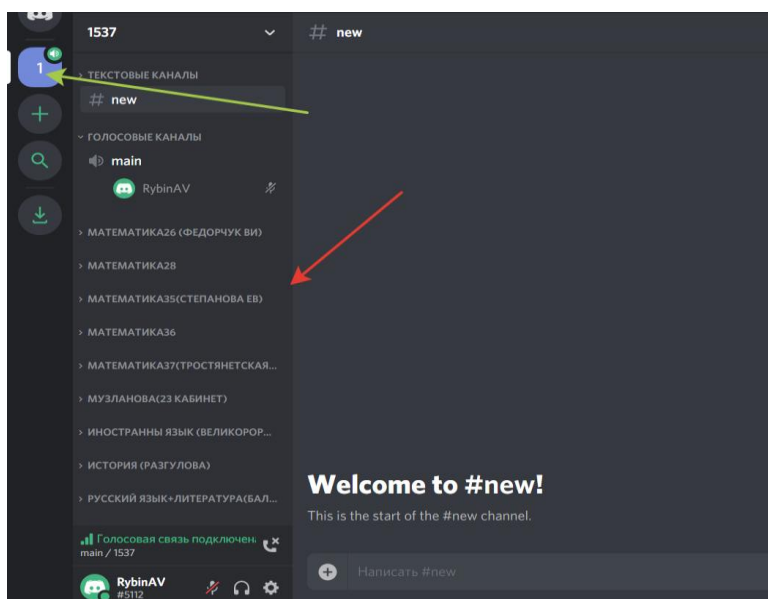 1537
# new
1
ТЕКСТОВЫЕ КАНАЛЫ
# new
ГОЛОСОВЫЕ КАНАЛЫ
main
RybinAV
МАТЕМАТИКА26 (ФЕДОРЧУК ВИ)
МАТЕМАТИКА28
МАТЕМАТИКА35(СТЕПАНОВА ЕВ)
МАТЕМАТИКА36
МАТЕМАТИКА37(ТРОСТЯНЕТСКАЯ...
МУЗЛАНОВА(23 КАБИНЕТ)
ИНОСТРАННЫ ЯЗЫК (ВЕЛИКОРОР...
ИСТОРИЯ (РАЗГУЛОВА)
РУССКИЙ ЯЗЫК+ЛИТЕРАТУРА(БАЛ...
Welcome to #new!
This is the start of the #new channel.
Голосовая связь подключен
main / 1537
Написать #new
RybinAV
#5112